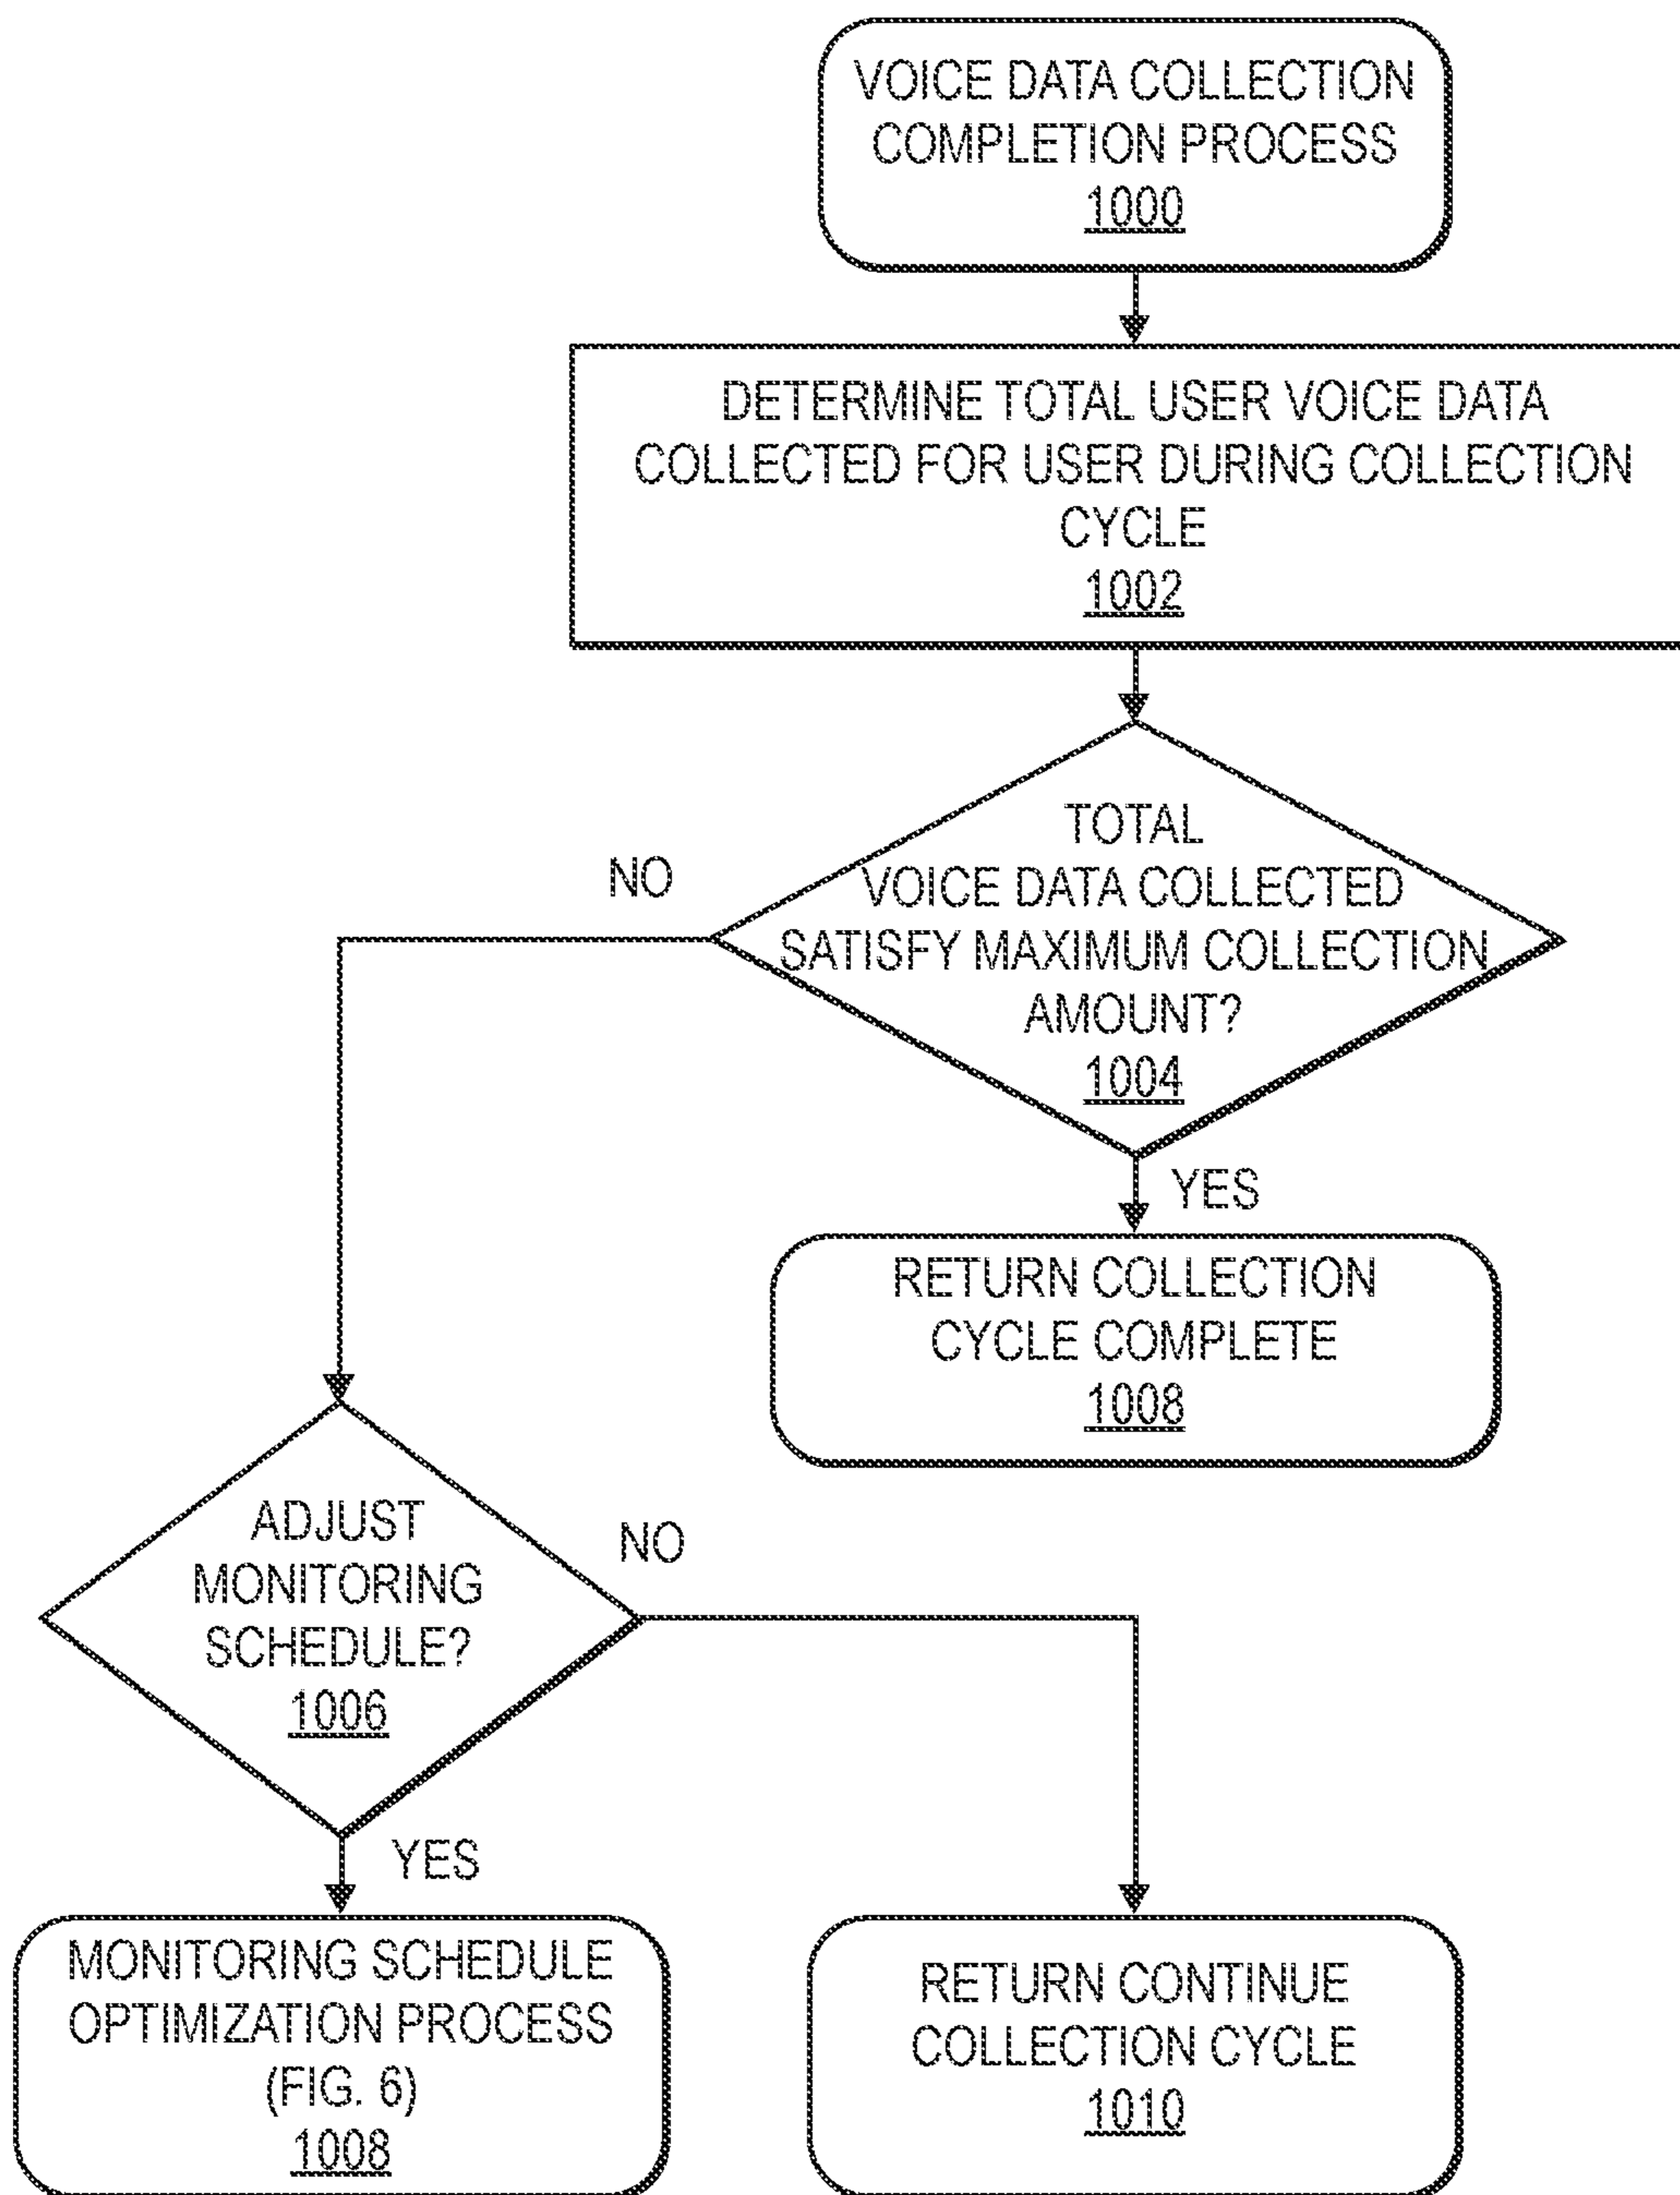 VOICE DATA COLLECTION
COMPLETION PROCESS
1000
DETERMINE TOTAL USER VOICE DATA
COLLECTED FOR USER DURING COLLECTION
CYCLE
1002
TOTAL
VOICE DATA COLLECTED
SATISFY MAXIMUM COLLECTION
AMOUNT?
1004
NO
YES
RETURN COLLECTION
CYCLE COMPLETE
1008
ADJUST
MONITORING
SCHEDULE?
1006
NO
YES
MONITORING SCHEDULE
OPTIMIZATION PROCESS
(FIG. 6)
1008
RETURN CONTINUE
COLLECTION CYCLE
1010